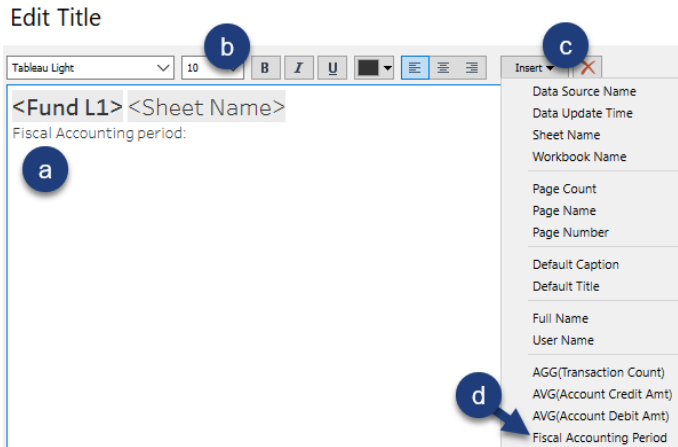 Edit Title
b
c
Tableau Light 10 B I U Insert
<Fund L1> <Sheet Name>
Fiscal Accounting period:
a
Data Source Name
Data Update Time
Sheet Name
Workbook Name
Page Count
Page Name
Page Number
Default Caption
Default Title
Full Name
User Name
AGG(Transaction Count)
d
AVG(Account Credit Amt)
AVG(Account Debit Amt)
Fiscal Accounting Period